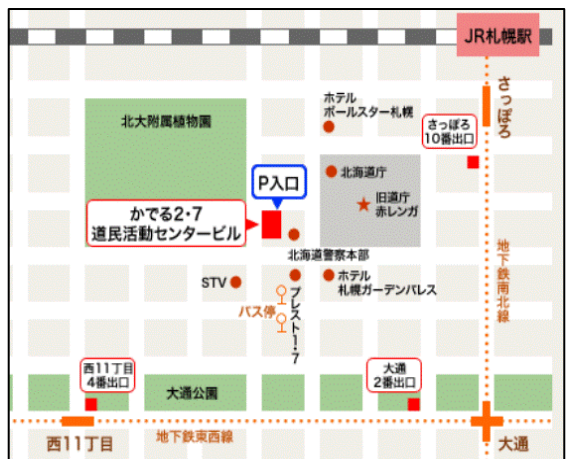 JR札幌駅
さっぽろ
ホテル
ポールスター札幌
北大附属植物園
さっぽろ
10番出口
北海道庁
P入口
旧道庁
赤レンガ
かでる2・7
道民活動センタービル
北海道警察本部
地下鉄南北線
STV
ホテル
札幌ガーデンパレス
バス停
プレスト1・7
西11丁目
4番出口
大通公園
大通
2番出口
西11丁目
地下鉄東西線
大通